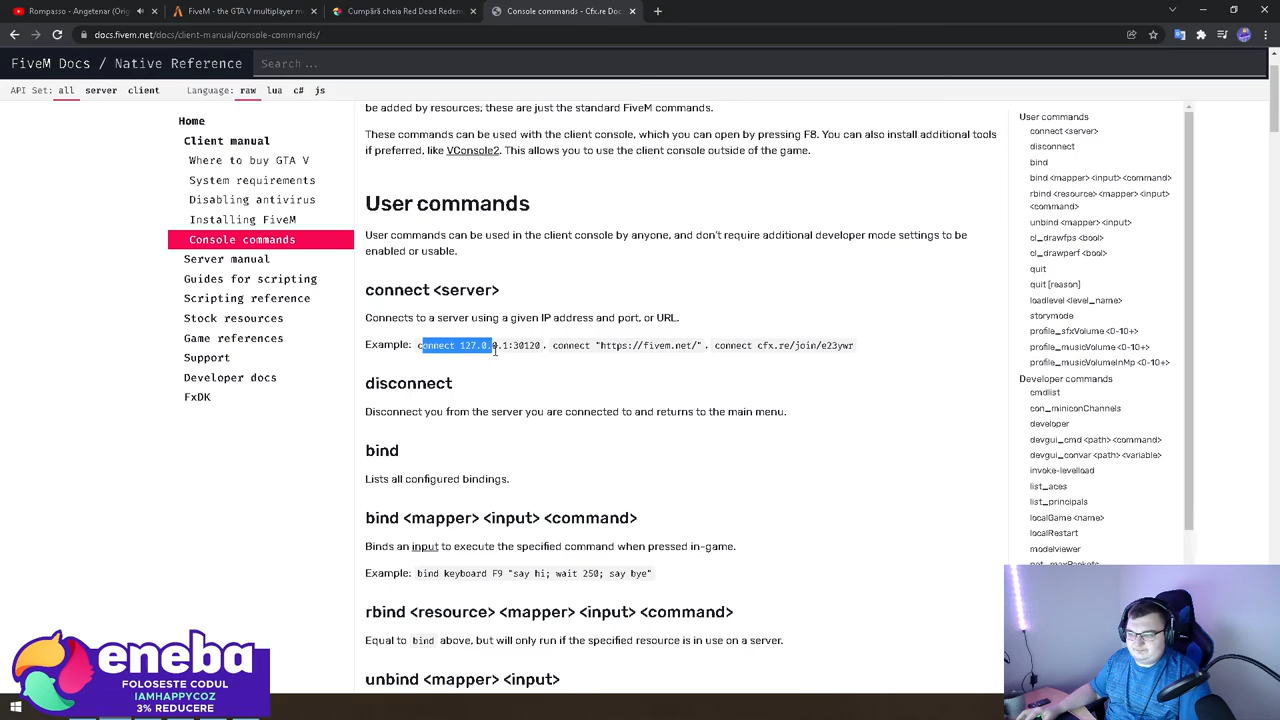 Rompasso - Angetenar (Ori
FiveM - the GTA V multiplayer m
Cumpără cheia Red Dead Redem
Console commands - Cfx.re Doc
docs.fivem.net/docs/client-manual/console-commands/
FiveM Docs / Native Reference
Search ...
API Set: all server client Language: raw lua c# js
Home
Client manual
Where to buy GTA V
System requirements
Disabling antivirus
Installing FiveM
Console commands
Server manual
Guides for scripting
Scripting reference
Stock resources
Game references
Support
Developer docs
FxDK
be added by resources; these are just the standard FiveM commands.
These commands can be used with the client console, which you can open by pressing F8. You can also install additional tools
if preferred, like VConsole2. This allows you to use the client console outside of the game.
User commands
User commands can be used in the client console by anyone, and don't require additional developer mode settings to be
enabled or usable.
connect <server>
Connects to a server using a given IP address and port, or URL.
Example: connect 127.0.0.1:30120 , connect "https://fivem.net/" , connect cfx.re/join/e23ywr
disconnect
Disconnect you from the server you are connected to and returns to the main menu.
bind
Lists all configured bindings.
bind <mapper> <input> <command>
Binds an input to execute the specified command when pressed in-game.
Example: bind keyboard F9 "say hi; wait 250; say bye"
rbind <resource> <mapper> <input> <command>
Equal to bind above, but will only run if the specified resource is in use on a server.
unbind <mapper> <input>
User commands
connect <server>
disconnect
bind
bind <mapper> <input> <command>
rbind <resource> <mapper> <input>
<command>
unbind <mapper> <input>
cl_drawfps <bool>
cl_drawperf <bool>
quit
quit [reason]
loadlevel <level_name>
storymode
profile_sfxVolume <0-10+>
profile_musicVolume <0-10+>
profile_musicVolumeInMp <0-10+>
Developer commands
cmdlist
con_miniconChannels
developer
devgui_cmd <path> <command>
devgui_convar <path> <variable>
invoke-levelload
list_aces
list_principals
localGame <name>
localRestart
modelviewer
net_maxPackets
eneba
FOLOSESTE CODUL
IAMHAPPYCOZ
3% REDUCERE